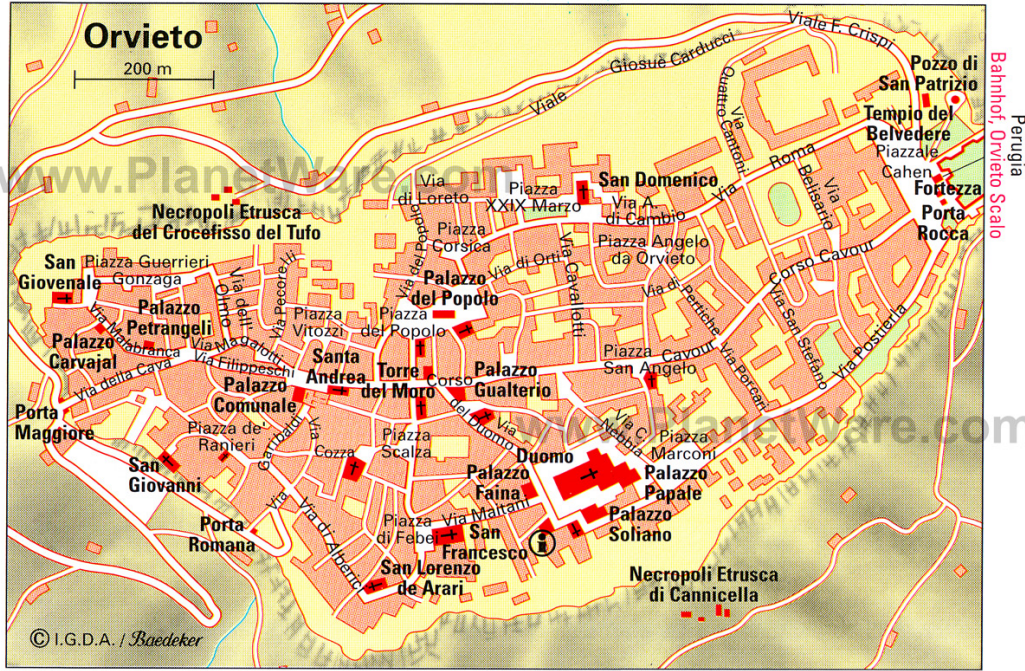 Orvieto
200 m
Viale F. Crispi
Viale Giosuè Carducci
Pozzo di
San Patrizio
Tempio del
Belvedere
Piazzale
Cahen
Fortezza
Porta
Rocca
Bahnhof, Orvieto Scalo
Perugia
www.PlanetWare.com
Necropoli Etrusca
del Crocefisso del Tufo
Via
di Loreto
Piazza
XXIX Marzo
San Domenico
Via A.
di Cambio
Via Roma
Via
Quattro Cantoni
Via
Belisario
Piazza
Corsica
Via del Popolo
Via di Orti
Via Cavallotti
Piazza Angelo
da Orvieto
Via di Pertiche
Corso Cavour
Via San Stefano
Via Postierla
San
Giovenale
Piazza Guerrieri
Gonzaga
Via dell'
Olmo
Via Pecorelli
Palazzo
del Popolo
Piazza
del Popolo
Piazza
Vitozzi
Palazzo
Petrangeli
Via Malabranca
Via Magalotti
Via Filippeschi
Palazzo
Carvajal
Via della Cava
Santa
Andrea
Torre
del Moro
Corso
Cavour
Palazzo
Gualterio
Piazza
San Angelo
Via Porcari
Palazzo
Comunale
Porta
Maggiore
Piazza de'
Ranieri
Via Garibaldi
Via
Cozza
Piazza
Scalza
Via
del Duomo
Via C.
Nebbia
Piazza
Marconi
www.PlanetWare.com
San
Giovanni
Duomo
Palazzo
Faina
Palazzo
Papale
Palazzo
Soliano
Porta
Romana
Via di Alberici
Piazza
di Febei
Via Maitani
San
Francesco
i
San Lorenzo
de Arari
Necropoli Etrusca
di Cannicella
© I.G.D.A. / Baedeker